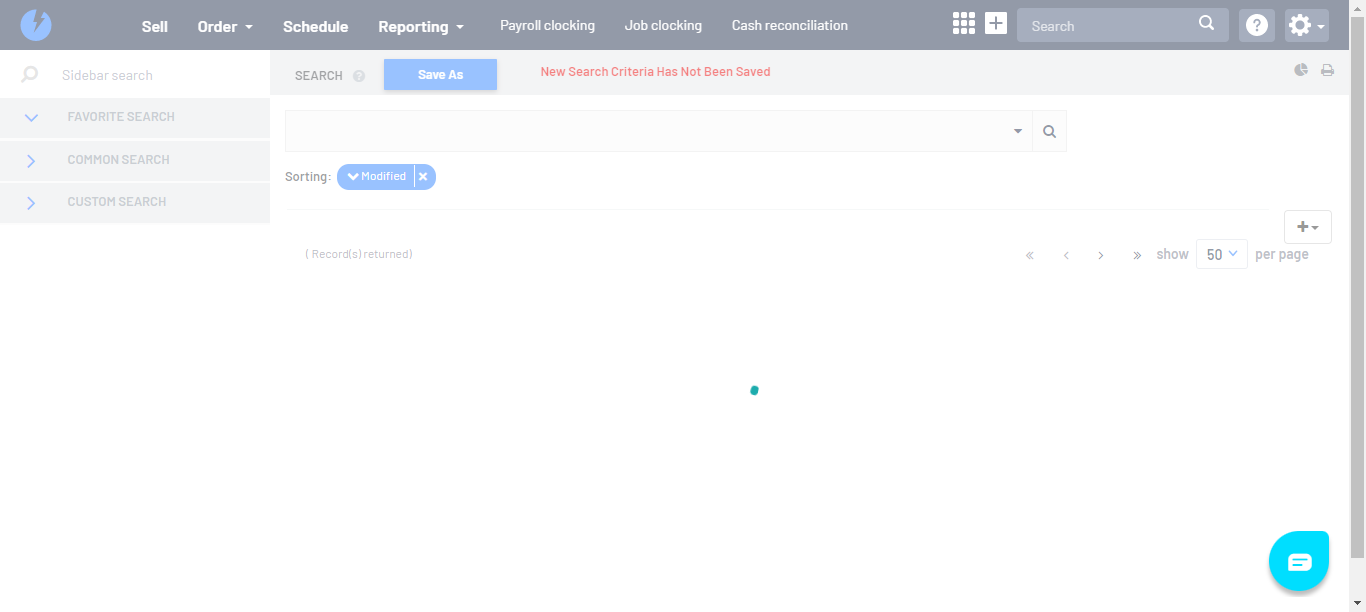 Sell Order Schedule Reporting Payroll clocking Job clocking Cash reconciliation Search
Sidebar search
SEARCH Save As New Search Criteria Has Not Been Saved
FAVORITE SEARCH
COMMON SEARCH
CUSTOM SEARCH
Sorting: Modified
( Record(s) returned) show 50 per page